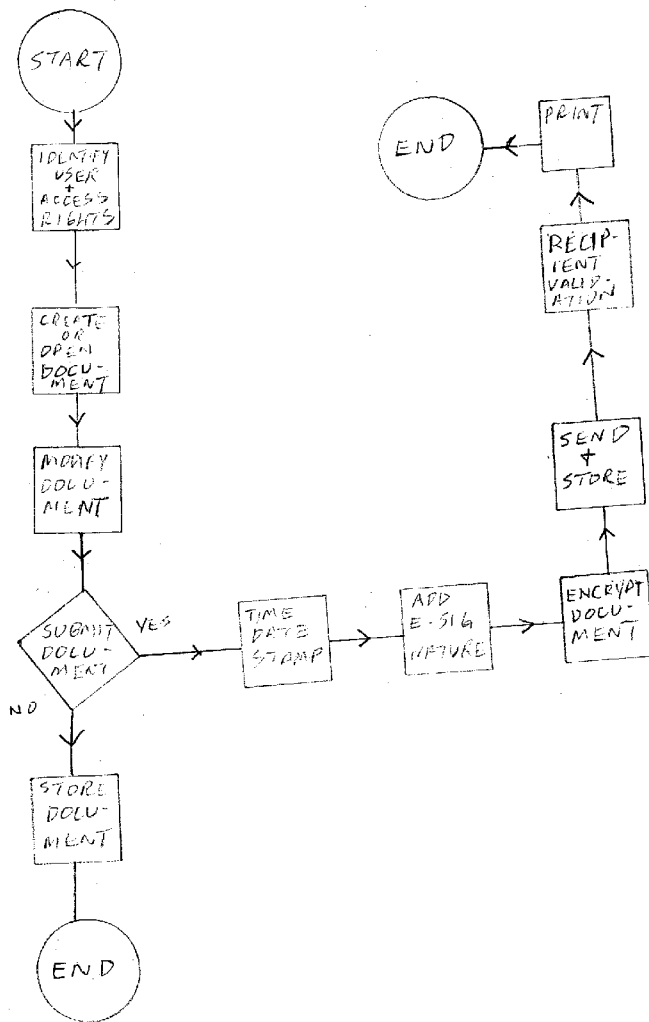 START
IDENTIFY
USER
+
ACCESS
RIGHTS
CREATE
OR
OPEN
DOCU-
MENT
MODIFY
DOCU-
MENT
SUBMIT
DOCU-
MENT
YES
NO
STORE
DOCU-
MENT
END
TIME
DATE
STAMP
ADD
E-SIG
NATURE
ENCRYPT
DOCU-
MENT
SEND
+
STORE
RECIP-
IENT
VALID-
ATION
PRINT
END